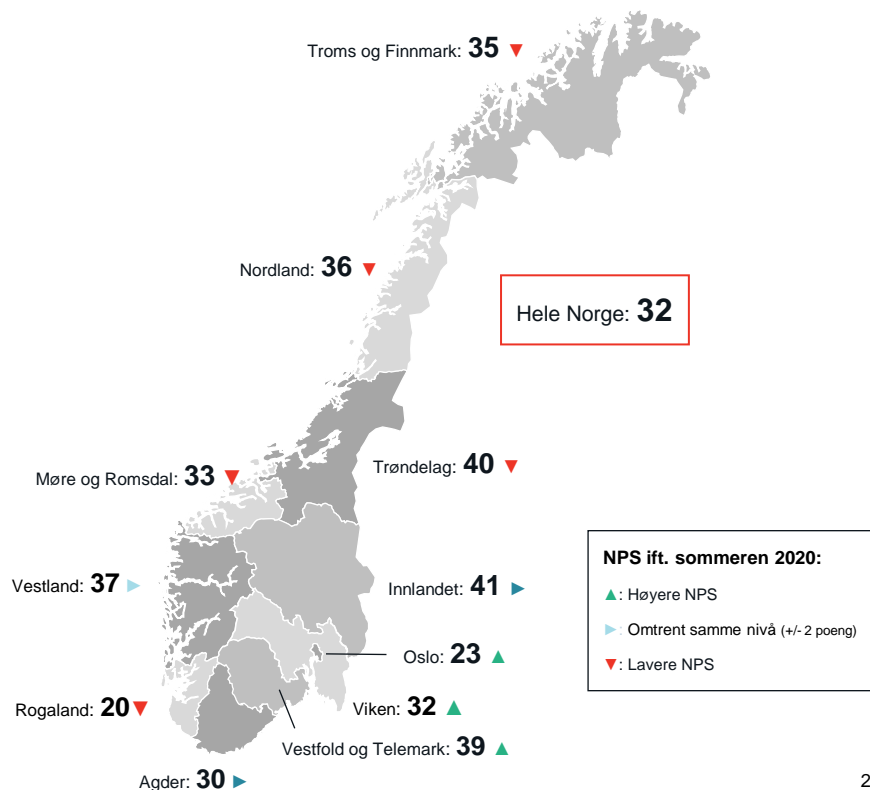 Troms og Finnmark: 35 ▼
Nordland: 36 ▼
Hele Norge: 32
Møre og Romsdal: 33 ▼
Trøndelag: 40 ▼
Vestland: 37 ►
Innlandet: 41 ►
Oslo: 23 ▲
Rogaland: 20 ▼
Viken: 32 ▲
Vestfold og Telemark: 39 ▲
Agder: 30 ►
NPS ift. sommeren 2020:
▲: Høyere NPS
►: Omtrent samme nivå (+/- 2 poeng)
▼: Lavere NPS
2